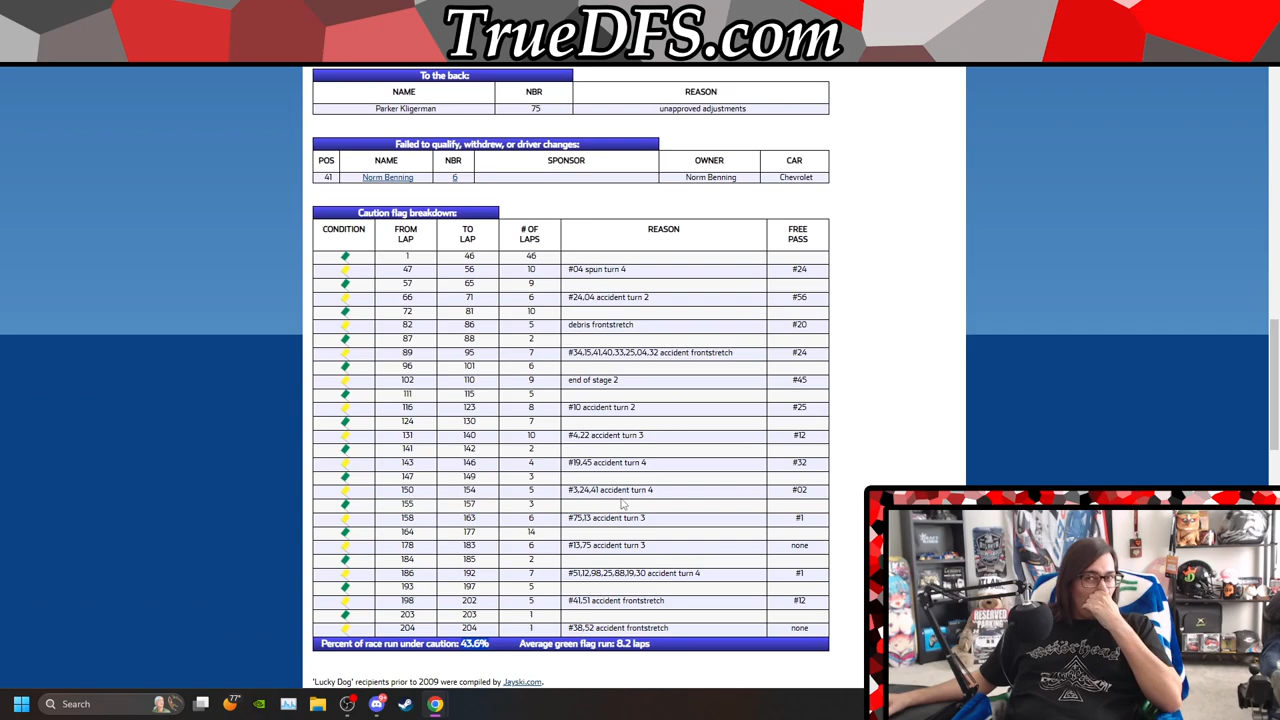 TrueDFS.com
To the back:
NAME NBR REASON
Parker Kligerman 75 unapproved adjustments
Failed to qualify, withdrew, or driver changes:
POS NAME NBR SPONSOR OWNER CAR
41 Norm Benning 6 Norm Benning Chevrolet
Caution flag breakdown:
CONDITION FROM LAP TO LAP # OF LAPS REASON FREE PASS
1 46 46
47 56 10 #04 spun turn 4 #24
57 65 9
66 71 6 #24,04 accident turn 2 #56
72 81 10
82 86 5 debris frontstretch #20
87 88 2
89 95 7 #34,15,41,40,33,25,04,32 accident frontstretch #24
96 101 6
102 110 9 end of stage 2 #45
111 115 5
116 123 8 #10 accident turn 2 #25
124 130 7
131 140 10 #4,22 accident turn 3 #12
141 142 2
143 146 4 #19,45 accident turn 4 #32
147 149 3
150 154 5 #3,24,41 accident turn 4 #02
155 157 3
158 163 6 #75,13 accident turn 3 #1
164 177 14
178 183 6 #13,75 accident turn 3 none
184 185 2
186 192 7 #51,12,98,25,88,19,30 accident turn 4 #1
193 197 5
198 202 5 #41,51 accident frontstretch #12
203 203 1
204 204 1 #38,52 accident frontstretch none
Percent of race run under caution: 43.6% Average green flag run: 8.2 laps
'Lucky Dog' recipients prior to 2009 were compiled by Jayski.com.
RESERVED
PARKING
motorhead
Search
77°